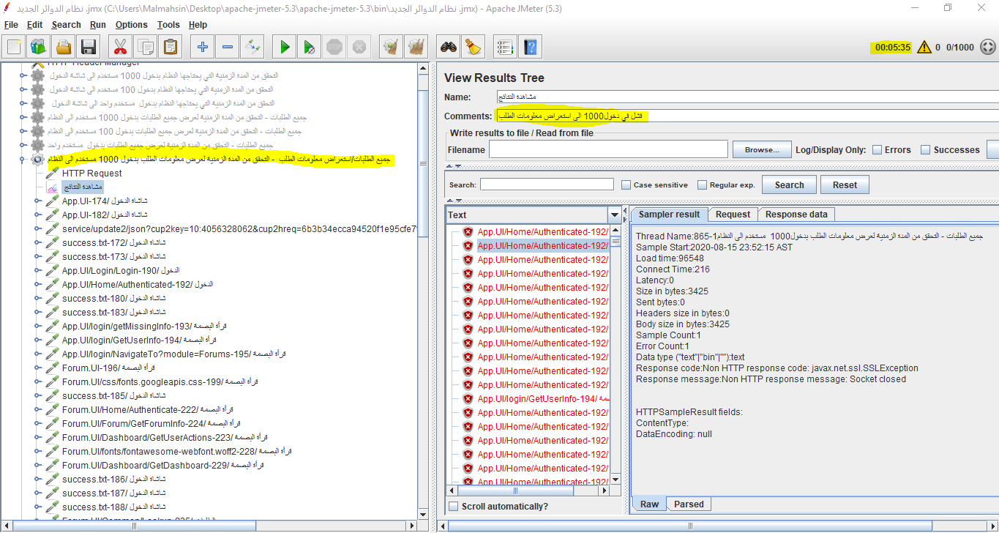 نظام الدوائر الجديد .jmx (C:\Users\Malmahsin\Desktop\apache-jmeter-5.3\apache-jmeter-5.3\bin\نظام الدوائر الجديد .jmx) - Apache JMeter (5.3)
File Edit Search Run Options Tools Help
00:05:35 0 0/1000
HTTP Header Manager
التحقق من المدة الزمنية التي يحتاجها النظام بدخول 1000 مستخدم الى شاشة الدخول
التحقق من المدة الزمنية التي يحتاجها النظام بدخول 100 مستخدم الى شاشة الدخول
التحقق من المدة الزمنية التي يحتاجها النظام بدخول مستخدم واحد الى شاشة الدخول
جميع الطلبات - التحقق من المدة الزمنية لعرض جميع الطلبات بدخول 1000 مستخدم الى النظام
جميع الطلبات - التحقق من المدة الزمنية لعرض جميع الطلبات بدخول 100 مستخدم الى النظام
جميع الطلبات - التحقق من المدة الزمنية لعرض جميع الطلبات بدخول مستخدم واحد
جميع الطلبات/استعراض معلومات الطلب - التحقق من المدة الزمنية لعرض معلومات الطلب بدخول 1000 مستخدم الى النظام
HTTP Request
مشاهدة النتائج
App.UI-174/ شاشاة الدخول
App.UI-182/ شاشاة الدخول
service/update2/json?cup2key=10:4056328062&cup2hreq=6b3b34ecca94520f1e95cfe7
success.txt-172/ شاشاة الدخول
success.txt-173/ شاشاة الدخول
App.UI/Login/Login-190/ الدخول
App.UI/Home/Authenticated-192/ الدخول
success.txt-180/ شاشاة الدخول
success.txt-183/ شاشاة الدخول
App.UI/login/getMissingInfo-193/ قرأة البصمة
App.UI/login/GetUserInfo-194/ قرأة البصمة
App.UI/login/NavigateTo?module=Forums-195/ قرأة البصمة
Forum.UI-196/ شاشاة الدخول
Forum.UI/css/fonts.googleapis.css-199/ قرأة البصمة
success.txt-185/ شاشاة الدخول
Forum.UI/Home/Authenticate-222/ قرأة البصمة
Forum.UI/Forum/GetForumInfo-224/ قرأة البصمة
Forum.UI/Dashboard/GetUserActions-223/ قرأة البصمة
Forum.UI/fonts/fontawesome-webfont.woff2-228/ قرأة البصمة
Forum.UI/Dashboard/GetDashboard-229/ قرأة البصمة
success.txt-186/ شاشاة الدخول
success.txt-187/ شاشاة الدخول
success.txt-188/ شاشاة الدخول
View Results Tree
Name: مشاهدة النتائج
Comments: فشل في دخول1000 الى استعراض معلومات الطلب
Write results to file / Read from file
Filename Browse... Log/Display Only: Errors Successes
Search: Case sensitive Regular exp. Search Reset
Text
App.UI/Home/Authenticated-192/
App.UI/Home/Authenticated-192/
App.UI/Home/Authenticated-192/
App.UI/Home/Authenticated-192/
App.UI/Home/Authenticated-192/
App.UI/Home/Authenticated-192/
App.UI/Home/Authenticated-192/
App.UI/Home/Authenticated-192/
App.UI/Home/Authenticated-192/
App.UI/Home/Authenticated-192/
App.UI/Home/Authenticated-192/
App.UI/Home/Authenticated-192/
App.UI/login/GetUserInfo-194/
App.UI/Home/Authenticated-192/
App.UI/Home/Authenticated-192/
App.UI/Home/Authenticated-192/
App.UI/Home/Authenticated-192/
App.UI/Home/Authenticated-192/
App.UI/Home/Authenticated-192/
Scroll automatically?
Sampler result Request Response data
Thread Name:جميع الطلبات - التحقق من المدة الزمنية لعرض معلومات الطلب بدخول1000 مستخدم الى النظام1-865
Sample Start:2020-08-15 23:52:15 AST
Load time:96548
Connect Time:216
Latency:0
Size in bytes:3425
Sent bytes:0
Headers size in bytes:0
Body size in bytes:3425
Sample Count:1
Error Count:1
Data type ("text"|"bin"|""):text
Response code:Non HTTP response code: javax.net.ssl.SSLException
Response message:Non HTTP response message: Socket closed
HTTPSampleResult fields:
ContentType:
DataEncoding: null
Raw Parsed